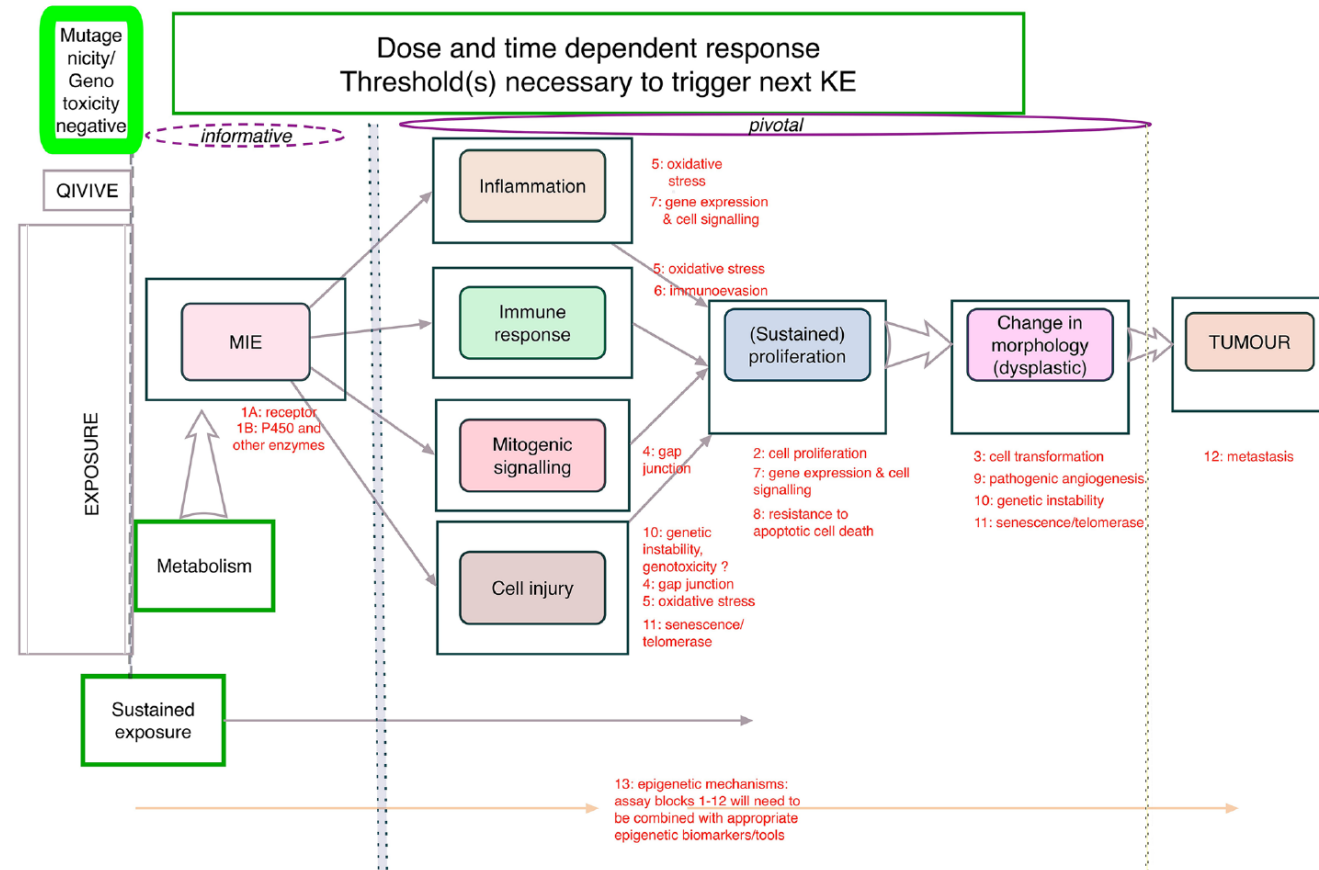 Mutage
nicity/
Geno
toxicity
negative
Dose and time dependent response
Threshold(s) necessary to trigger next KE
informative
pivotal
QIVIVE
EXPOSURE
Inflammation
5: oxidative
stress
7: gene expression
& cell signalling
5: oxidative stress
6: immunoevasion
Immune
response
MIE
1A: receptor
1B: P450 and
other enzymes
(Sustained)
proliferation
Change in
morphology
(dysplastic)
TUMOUR
Mitogenic
signalling
4: gap
junction
2: cell proliferation
7: gene expression & cell
signalling
8: resistance to
apoptotic cell death
3: cell transformation
9: pathogenic angiogenesis.
10: genetic instability
11: senescence/telomerase
12: metastasis
Metabolism
Cell injury
10: genetic
instability,
genotoxicity ?
4: gap junction
5: oxidative stress
11: senescence/
telomerase
Sustained
exposure
13: epigenetic mechanisms:
assay blocks 1-12 will need to
be combined with appropriate
epigenetic biomarkers/tools